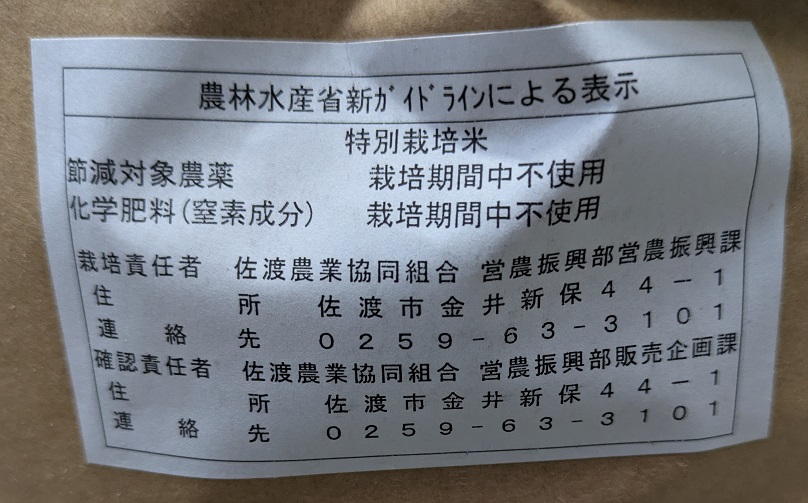 農林水産省新ｶﾞｲﾄﾞﾗｲﾝによる表示
特別栽培米
節減対象農薬　栽培期間中不使用
化学肥料(窒素成分)　栽培期間中不使用
栽培責任者　佐渡農業協同組合　営農振興部営農振興課
住所　佐渡市金井新保４４－１
連絡先　０２５９－６３－３１０１
確認責任者　佐渡農業協同組合　営農振興部販売企画課
住所　佐渡市金井新保４４－１
連絡先　０２５９－６３－３１０１